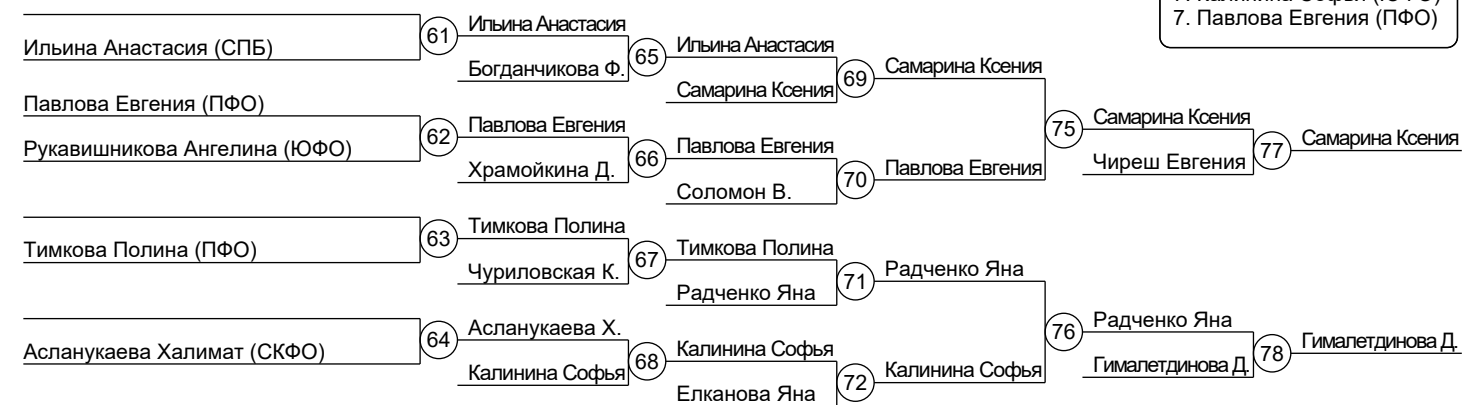 7. Павлова Евгения (ПФО)
61
Ильина Анастасия
Ильина Анастасия (СПБ)
Богданчикова Ф.
65
Ильина Анастасия
Самарина Ксения
69
Самарина Ксения
Павлова Евгения (ПФО)
Рукавишникова Ангелина (ЮФО)
62
Павлова Евгения
Храмойкина Д.
66
Павлова Евгения
Соломон В.
70
Павлова Евгения
75
Самарина Ксения
Чиреш Евгения
77
Самарина Ксения
Тимкова Полина (ПФО)
63
Тимкова Полина
Чуриловская К.
67
Тимкова Полина
Радченко Яна
71
Радченко Яна
Асланукаева Халимат (СКФО)
64
Асланукаева Х.
Калинина Софья
68
Калинина Софья
Елканова Яна
72
Калинина Софья
76
Радченко Яна
Гималетдинова Д.
78
Гималетдинова Д.